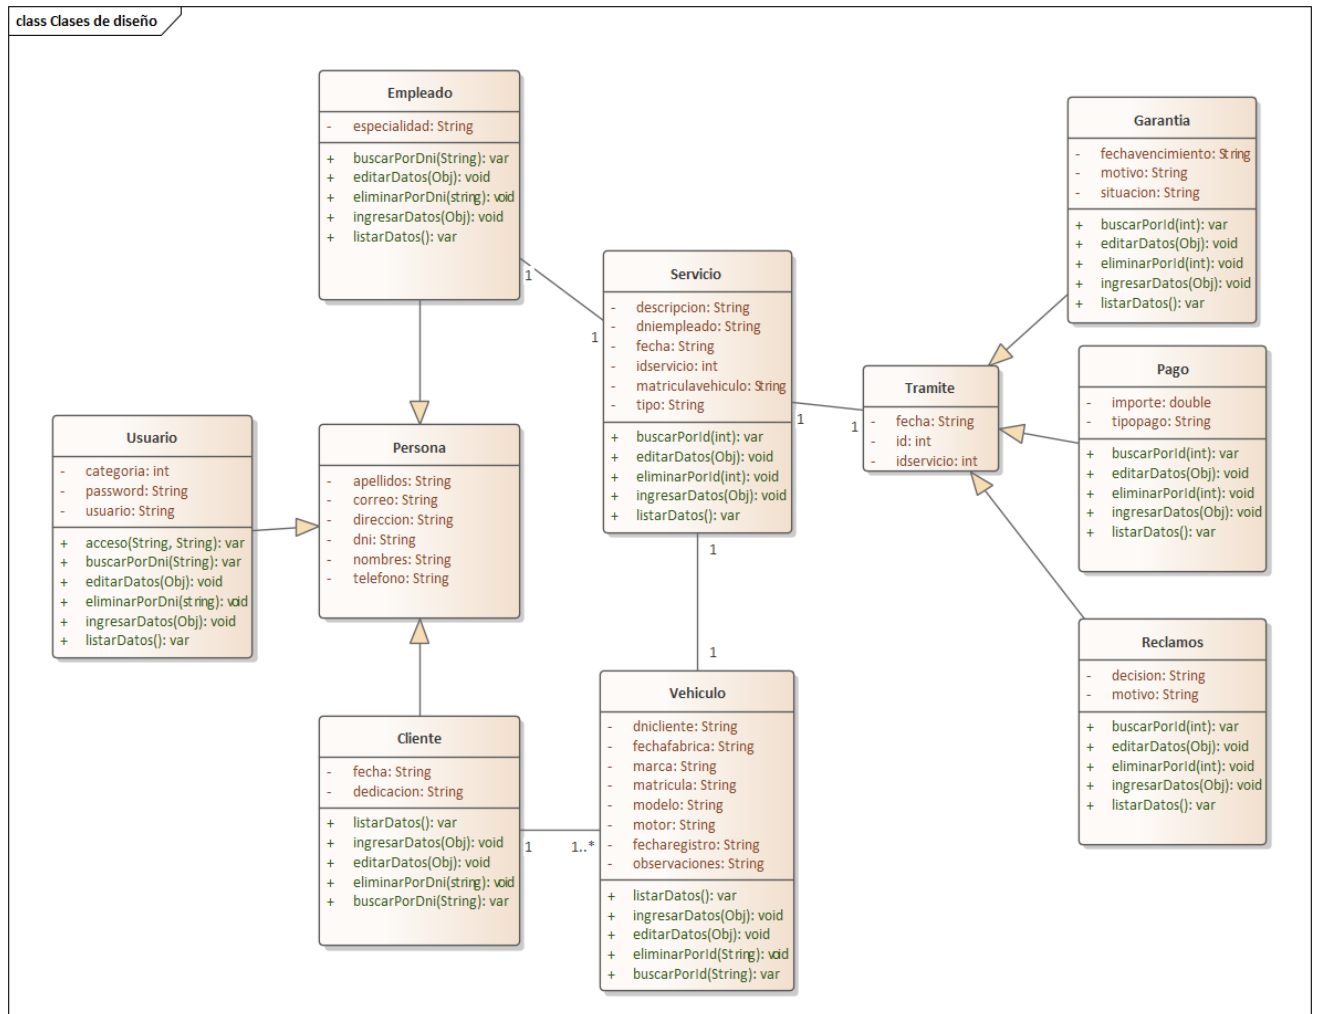 class Clases de diseño
Empleado
- especialidad: String
+ buscarPorDni(String): var
+ editarDatos(Obj): void
+ eliminarPorDni(string): void
+ ingresarDatos(Obj): void
+ listarDatos(): var
1
1
Garantia
- fechavencimiento: String
- motivo: String
- situacion: String
+ buscarPorId(int): var
+ editarDatos(Obj): void
+ eliminarPorId(int): void
+ ingresarDatos(Obj): void
+ listarDatos(): var
Servicio
- descripcion: String
- dniempleado: String
- fecha: String
- idservicio: int
- matriculavehiculo: String
- tipo: String
+ buscarPorId(int): var
+ editarDatos(Obj): void
+ eliminarPorId(int): void
+ ingresarDatos(Obj): void
+ listarDatos(): var
1
1
Tramite
- fecha: String
- id: int
- idservicio: int
Pago
- importe: double
- tipopago: String
+ buscarPorId(int): var
+ editarDatos(Obj): void
+ eliminarPorId(int): void
+ ingresarDatos(Obj): void
+ listarDatos(): var
Usuario
- categoria: int
- password: String
- usuario: String
+ acceso(String, String): var
+ buscarPorDni(String): var
+ editarDatos(Obj): void
+ eliminarPorDni(string): void
+ ingresarDatos(Obj): void
+ listarDatos(): var
Persona
- apellidos: String
- correo: String
- direccion: String
- dni: String
- nombres: String
- telefono: String
1
1
Reclamos
- decision: String
- motivo: String
+ buscarPorId(int): var
+ editarDatos(Obj): void
+ eliminarPorId(int): void
+ ingresarDatos(Obj): void
+ listarDatos(): var
Cliente
- fecha: String
- dedicacion: String
+ listarDatos(): var
+ ingresarDatos(Obj): void
+ editarDatos(Obj): void
+ eliminarPorDni(string): void
+ buscarPorDni(String): var
1
1..*
Vehiculo
- dnicliente: String
- fechafabrica: String
- marca: String
- matricula: String
- modelo: String
- motor: String
- fecharegistro: String
- observaciones: String
+ listarDatos(): var
+ ingresarDatos(Obj): void
+ editarDatos(Obj): void
+ eliminarPorId(String): void
+ buscarPorId(String): var